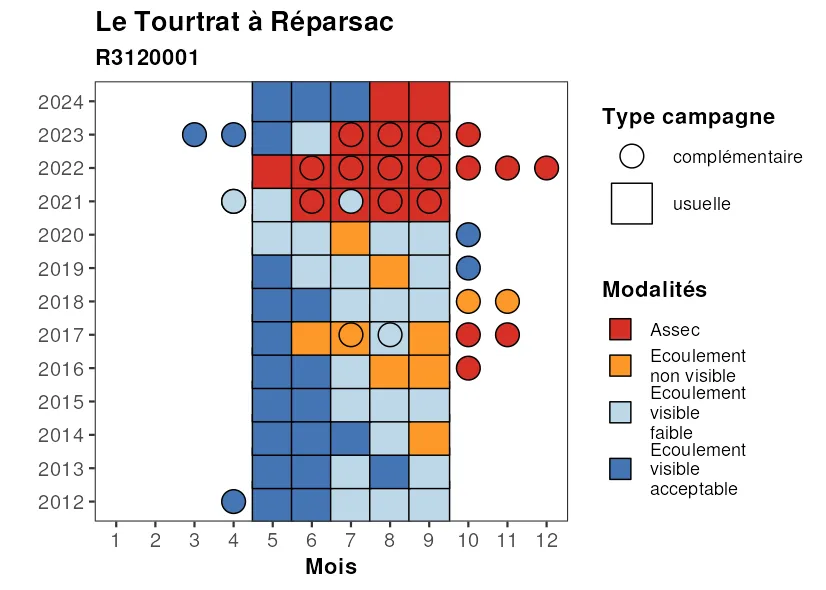 Le Tourtrat à Réparsac
R3120001
2024
2023
2022
2021
2020
2019
2018
2017
2016
2015
2014
2013
2012
1 2 3 4 5 6 7 8 9 10 11 12
Mois
Type campagne
complémentaire
usuelle
Modalités
Assec
Ecoulement
non visible
Ecoulement
visible
faible
Ecoulement
visible
acceptable